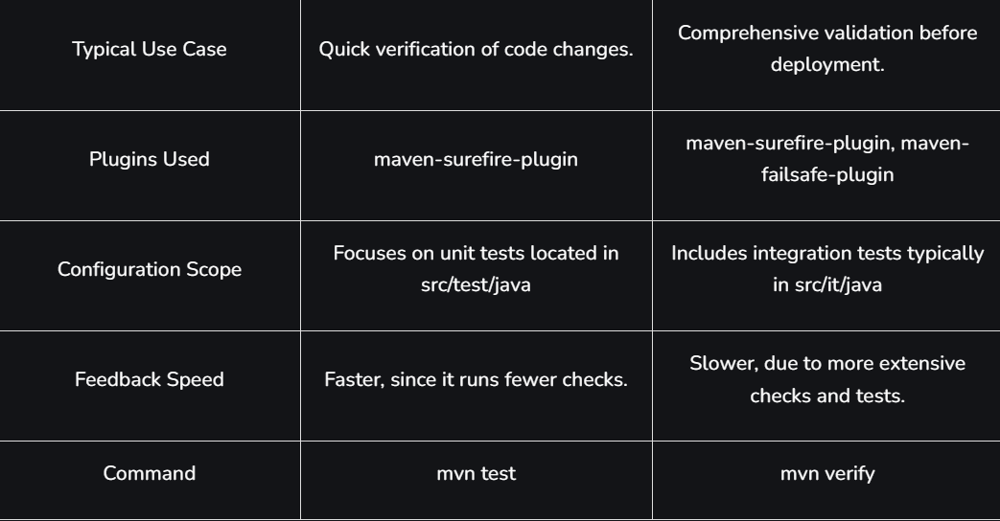 Typical Use Case
Quick verification of code changes.
Comprehensive validation before
deployment.
Plugins Used
maven-surefire-plugin
maven-surefire-plugin, maven-
failsafe-plugin
Configuration Scope
Focuses on unit tests located in
src/test/java
Includes integration tests typically
in src/it/java
Feedback Speed
Faster, since it runs fewer checks.
Slower, due to more extensive
checks and tests.
Command
mvn test
mvn verify